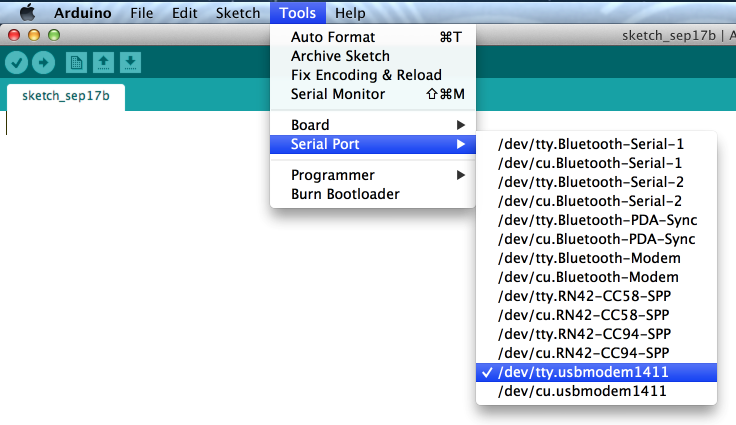 Arduino File Edit Sketch Tools Help
sketch_sep17b | A
Auto Format ⌘T
Archive Sketch
Fix Encoding & Reload
Serial Monitor ⇧⌘M
sketch_sep17b
Board
Serial Port
Programmer
Burn Bootloader
/dev/tty.Bluetooth-Serial-1
/dev/cu.Bluetooth-Serial-1
/dev/tty.Bluetooth-Serial-2
/dev/cu.Bluetooth-Serial-2
/dev/tty.Bluetooth-PDA-Sync
/dev/cu.Bluetooth-PDA-Sync
/dev/tty.Bluetooth-Modem
/dev/cu.Bluetooth-Modem
/dev/tty.RN42-CC58-SPP
/dev/cu.RN42-CC58-SPP
/dev/tty.RN42-CC94-SPP
/dev/cu.RN42-CC94-SPP
✓ /dev/tty.usbmodem1411
/dev/cu.usbmodem1411